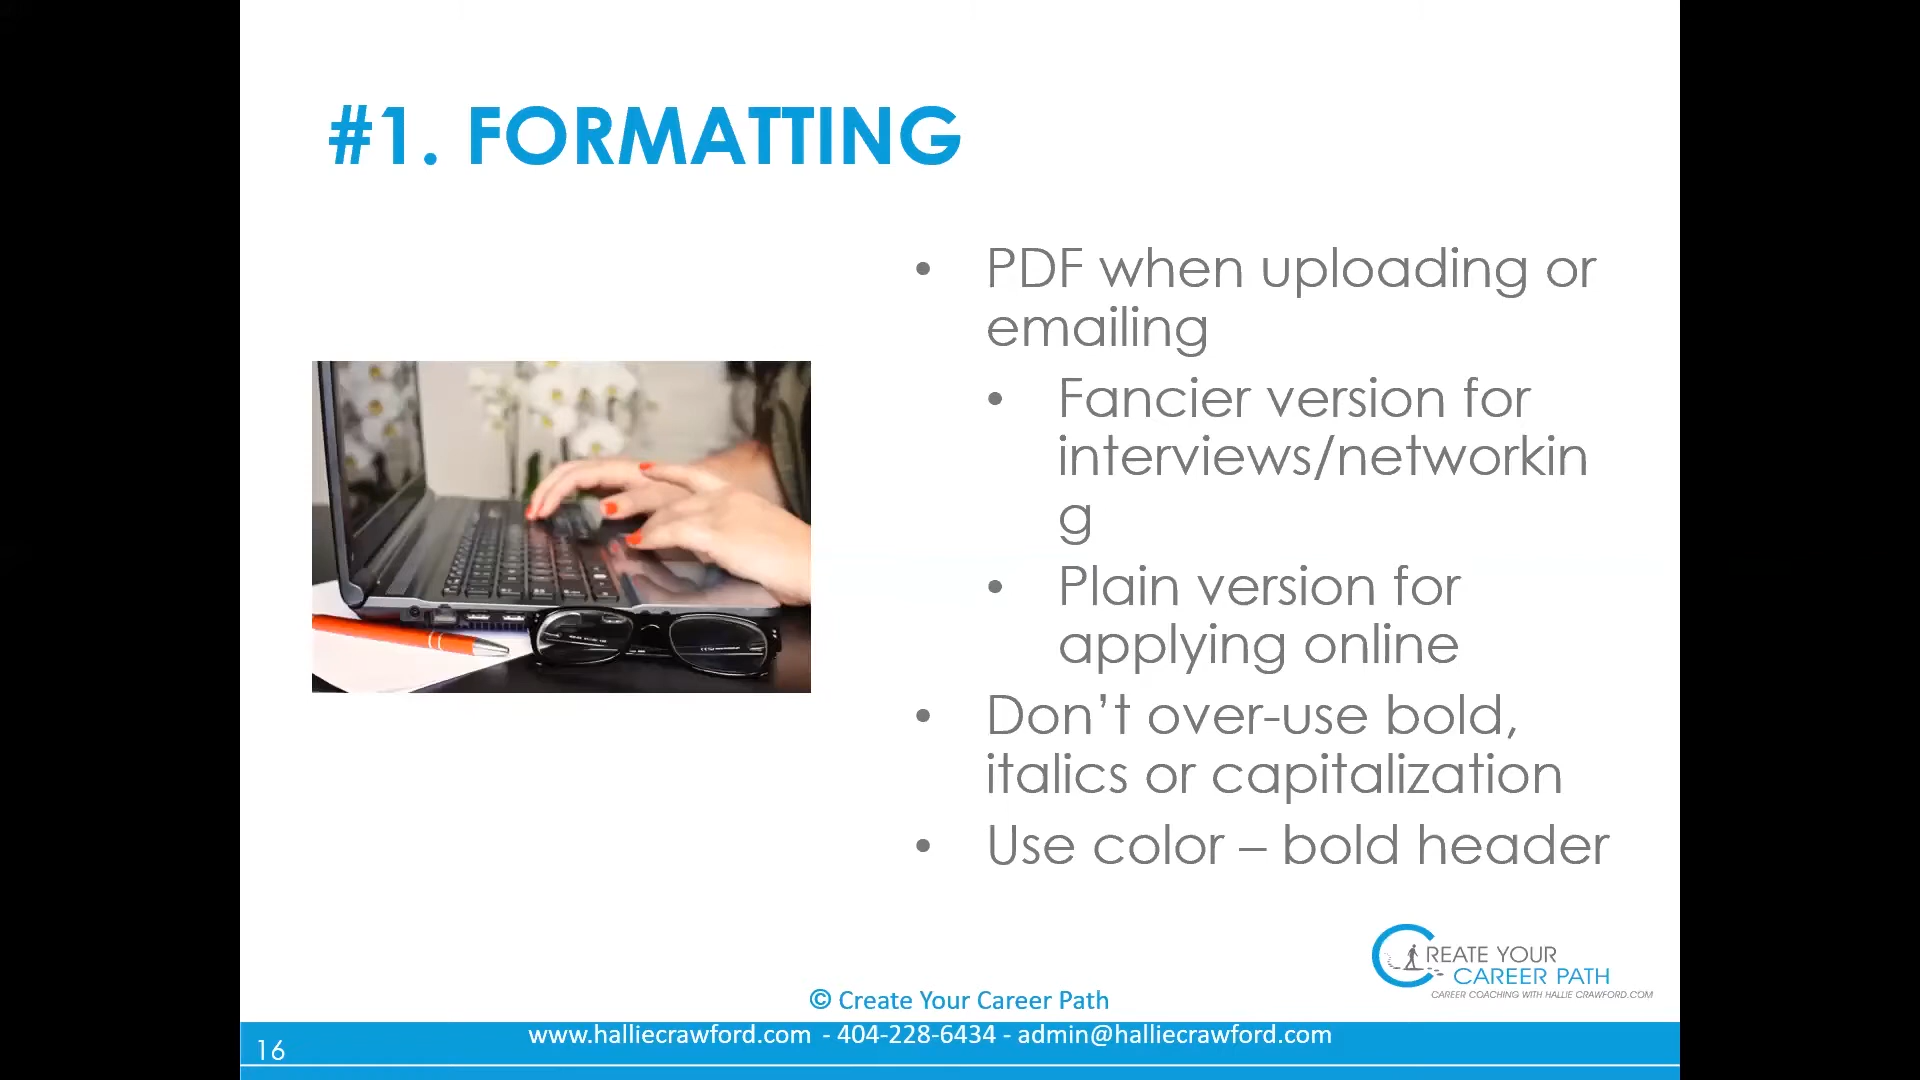 #1. FORMATTING
• PDF when uploading or
emailing
• Fancier version for
interviews/networkin
g
• Plain version for
applying online
• Don’t over-use bold,
italics or capitalization
• Use color – bold header
CREATE YOUR
CAREER PATH
CAREER COACHING WITH HALLIE CRAWFORD.COM
© Create Your Career Path
www.halliecrawford.com - 404-228-6434 - admin@halliecrawford.com
16